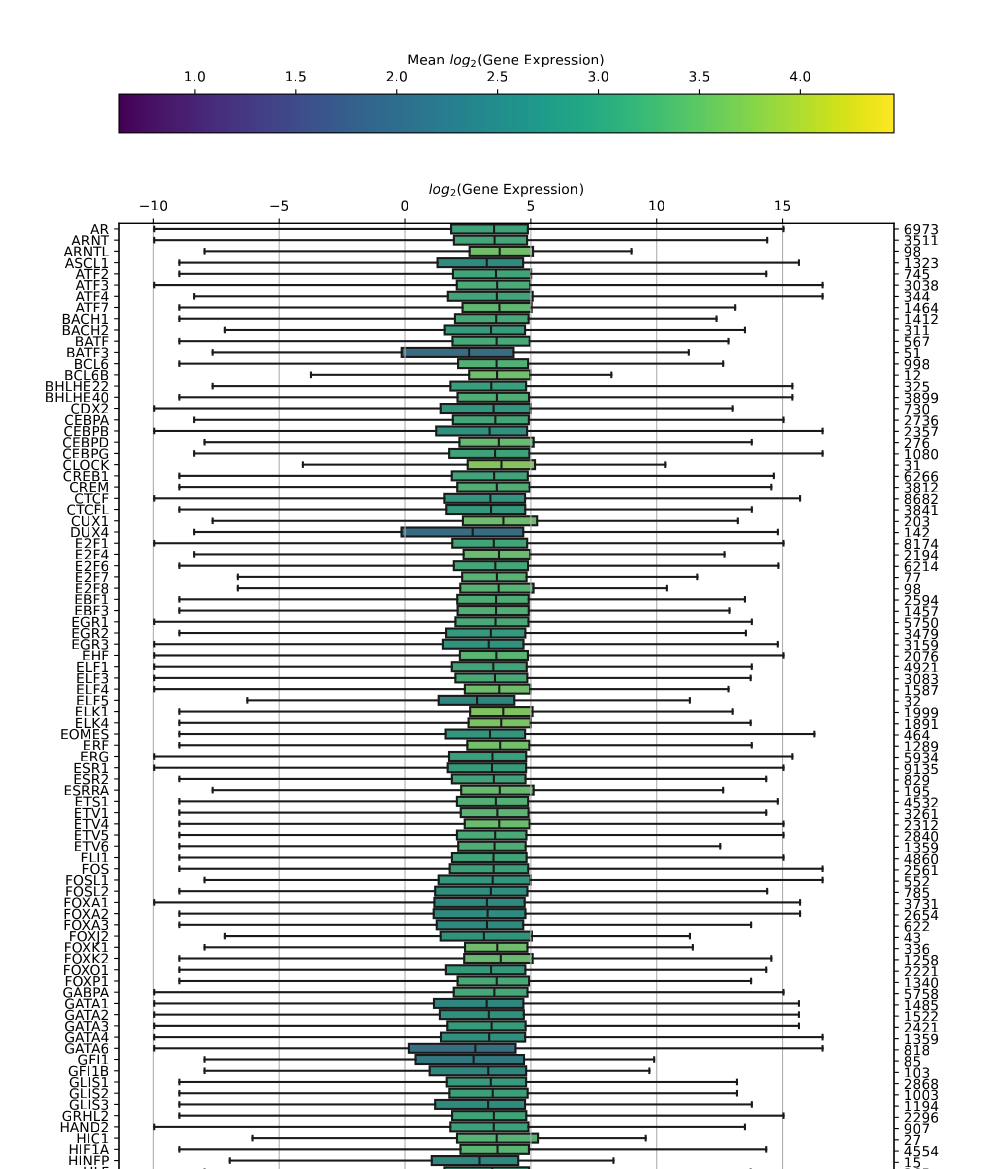 Mean log₂(Gene Expression)
1.0 1.5 2.0 2.5 3.0 3.5 4.0
log₂(Gene Expression)
−10 −5 0 5 10 15
AR 6973
ARNT 3511
ARNTL 98
ASCL1 1323
ATF2 745
ATF3 3038
ATF4 344
ATF7 1464
BACH1 1412
BACH2 311
BATF 567
BATF3 51
BCL6 998
BCL6B 12
BHLHE22 325
BHLHE40 3899
CDX2 730
CEBPA 2736
CEBPB 2357
CEBPD 276
CEBPG 1080
CLOCK 31
CREB1 6266
CREM 3812
CTCF 8682
CTCFL 3841
CUX1 203
DUX4 142
E2F1 8174
E2F4 2194
E2F6 6214
E2F7 77
E2F8 98
EBF1 2594
EBF3 1457
EGR1 5750
EGR2 3479
EGR3 3159
EHF 2076
ELF1 4921
ELF3 3083
ELF4 1587
ELF5 32
ELK1 1999
ELK4 1891
EOMES 464
ERF 1289
ERG 5934
ESR1 9135
ESR2 829
ESRRA 195
ETS1 4532
ETV1 3261
ETV4 2312
ETV5 2840
ETV6 1359
FLI1 4860
FOS 2561
FOSL1 552
FOSL2 785
FOXA1 3731
FOXA2 2654
FOXA3 622
FOXJ2 43
FOXK1 336
FOXK2 1258
FOXO1 2221
FOXP1 1340
GABPA 5758
GATA1 1485
GATA2 1522
GATA3 2421
GATA4 1359
GATA6 818
GFI1 85
GFI1B 103
GLIS1 2868
GLIS2 1003
GLIS3 1194
GRHL2 2296
HAND2 907
HIC1 27
HIF1A 4554
HINFP 15